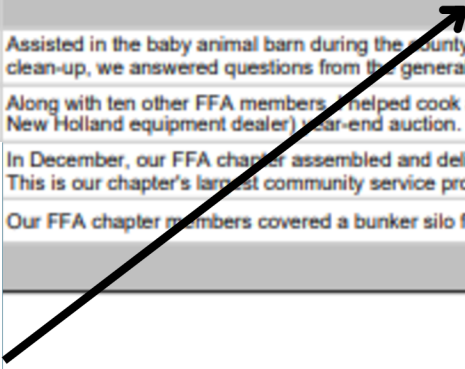 Assisted in the baby animal barn during the county
clean-up, we answered questions from the genera
Along with ten other FFA members, I helped cook
New Holland equipment dealer) year-end auction.
In December, our FFA chapter assembled and del
This is our chapter's largest community service pro
Our FFA chapter members covered a bunker silo f